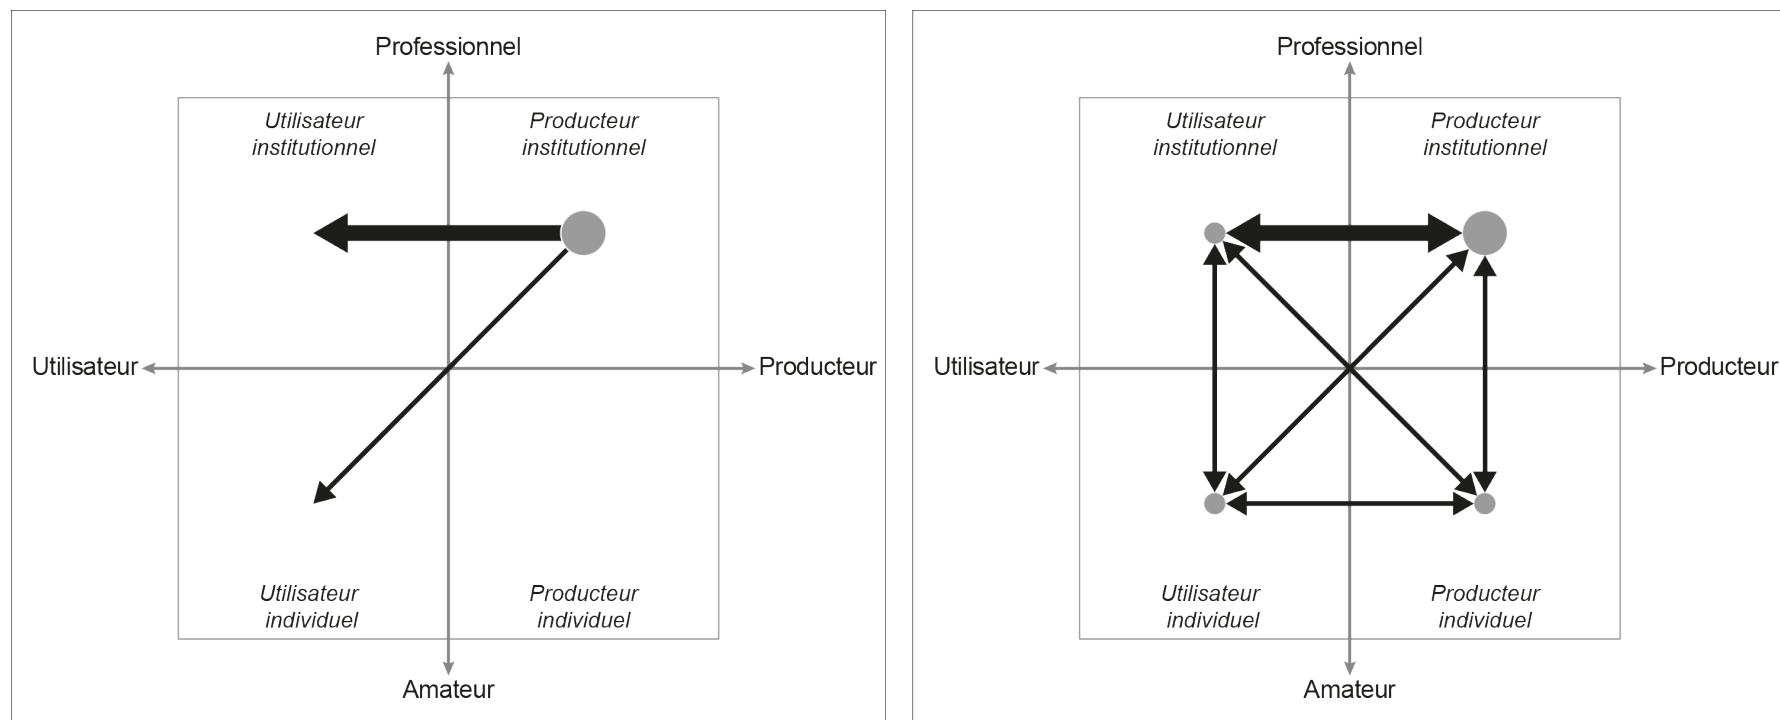 Professionnel
Utilisateur
institutionnel
Producteur
institutionnel
Utilisateur
Producteur
Utilisateur
individuel
Producteur
individuel
Amateur
Professionnel
Utilisateur
institutionnel
Producteur
institutionnel
Utilisateur
Producteur
Utilisateur
individuel
Producteur
individuel
Amateur